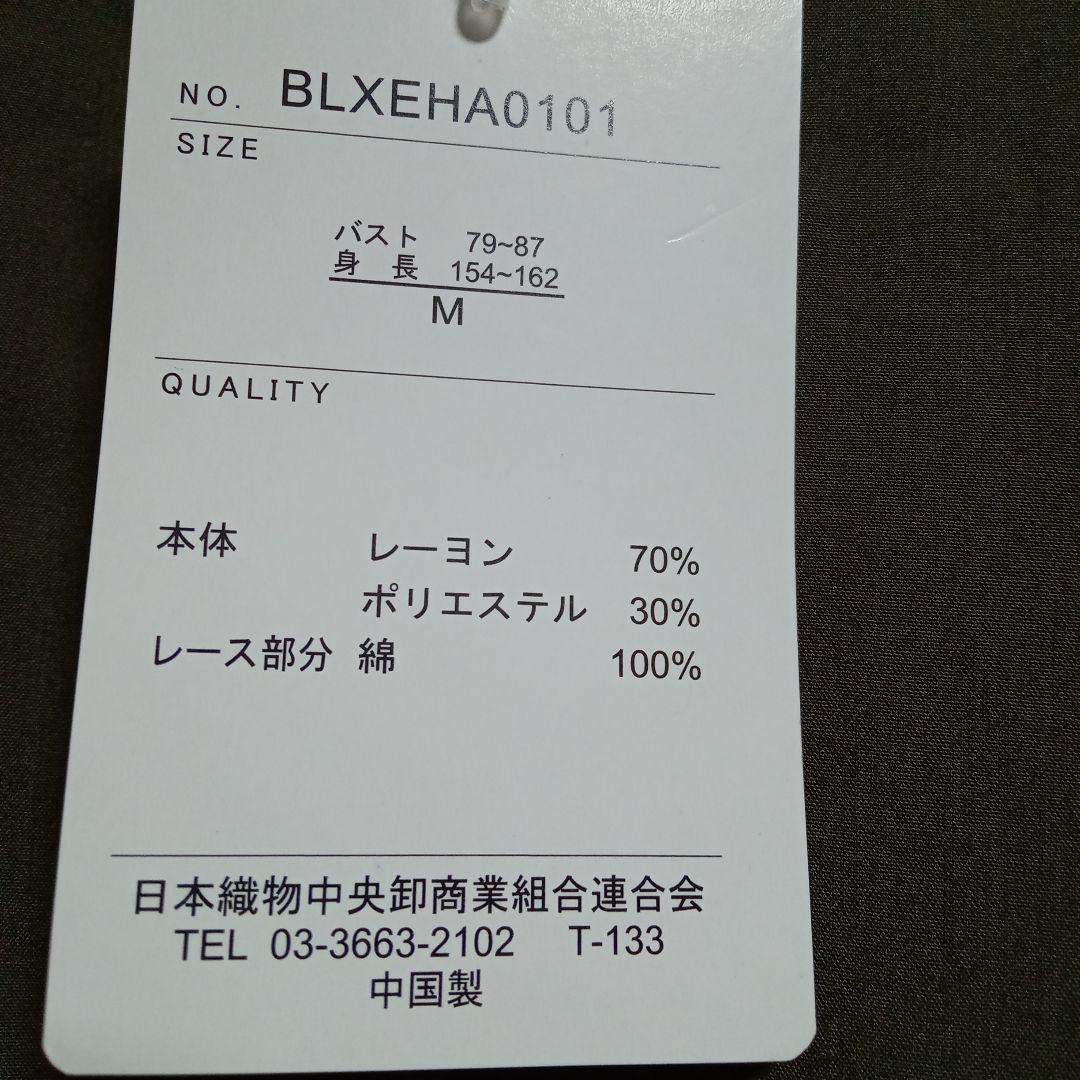 NO. BLXEHA0101
SIZE
バスト 79~87
身長 154~162
M
QUALITY
本体 レーヨン 70%
ポリエステル 30%
レース部分 綿 100%
日本織物中央卸商業組合連合会
TEL 03-3663-2102 T-133
中国製